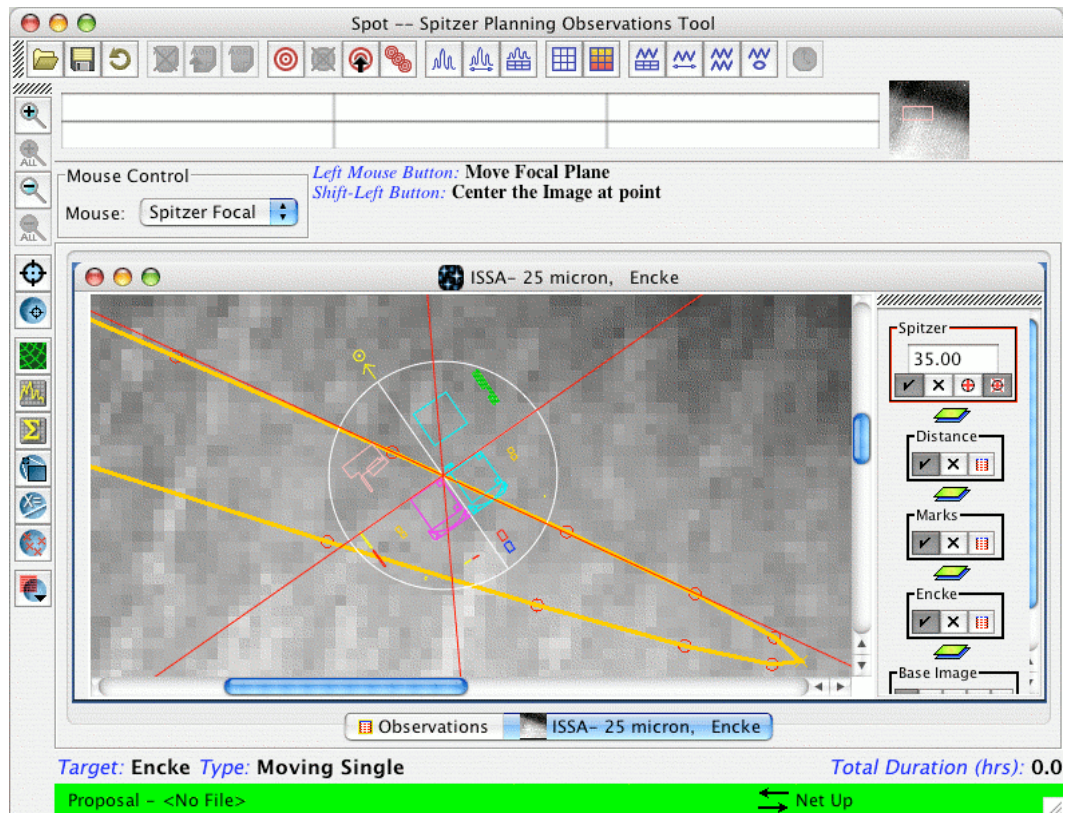 Spot -- Spitzer Planning Observations Tool
ALL
ALL
Mouse Control
Mouse: Spitzer Focal
Left Mouse Button: Move Focal Plane
Shift-Left Button: Center the Image at point
ISSA- 25 micron, Encke
Spitzer
35.00
Distance
Marks
Encke
Base Image
Observations
ISSA- 25 micron, Encke
Target: Encke Type: Moving Single
Total Duration (hrs): 0.0
Proposal - <No File>
Net Up